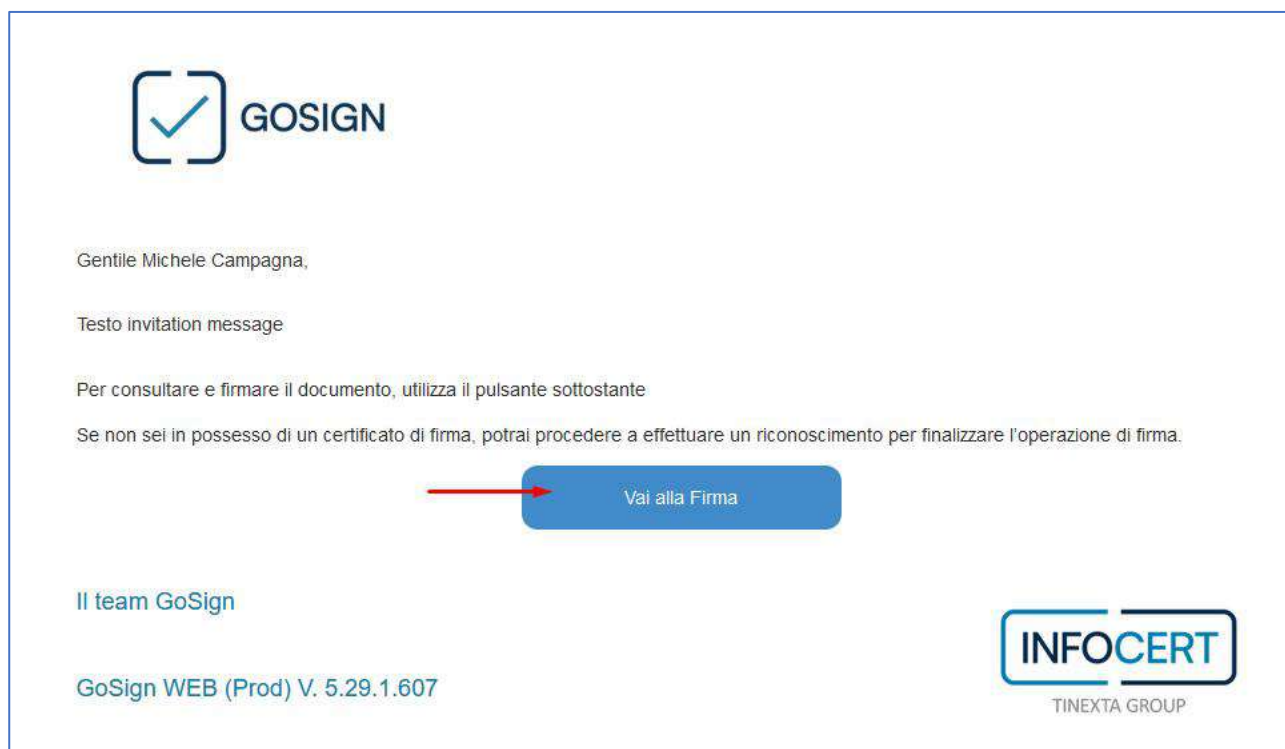 GOSIGN
Gentile Michele Campagna,
Testo invitation message
Per consultare e firmare il documento, utilizza il pulsante sottostante
Se non sei in possesso di un certificato di firma, potrai procedere a effettuare un riconoscimento per finalizzare l’operazione di firma.
Vai alla Firma
Il team GoSign
INFOCERT
GoSign WEB (Prod) V. 5.29.1.607
TINEXTA GROUP